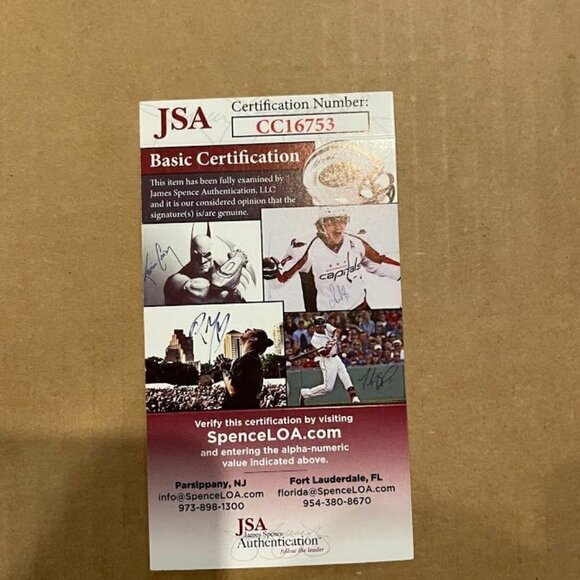 JSA
Certification Number:
CC16753
Basic Certification
This item has been fully examined by
James Spence Authentication, LLC
and it is our considered opinion that the
signature(s) is/are genuine.
capitals
Verify this certification by visiting
SpenceLOA.com
and entering the alpha-numeric
value indicated above.
Parsippany, NJ
info@SpenceLOA.com
973-898-1300
Fort Lauderdale, FL
florida@SpenceLOA.com
954-380-8670
JSA
James Spence
Authentication
follow the leader